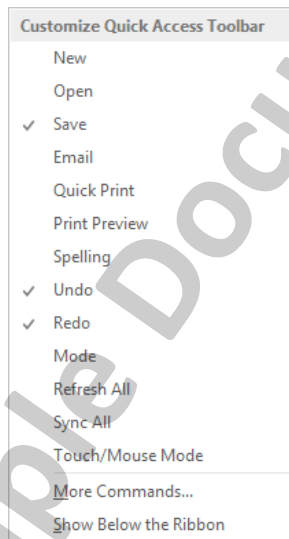 Customize Quick Access Toolbar
New
Open
Save
Email
Quick Print
Print Preview
Spelling
Undo
Redo
Mode
Refresh All
Sync All
Touch/Mouse Mode
More Commands...
Show Below the Ribbon